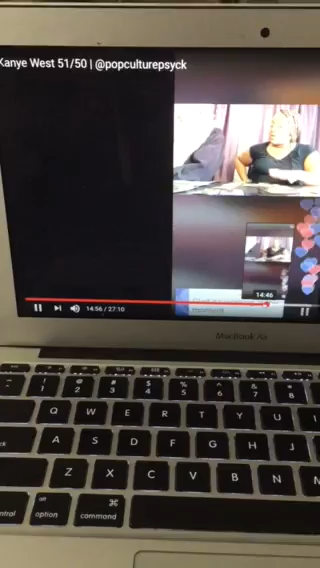 Kanye West 51/50 | @popculturepsyck
14:46
14:56 / 27:10
MacBook Air
! 1
@ 2
# 3
$ 4
% 5
^ 6
& 7
* 8
Q W E R T Y U
A S D F G H J
Z X C V B N
alt
option
⌘
command